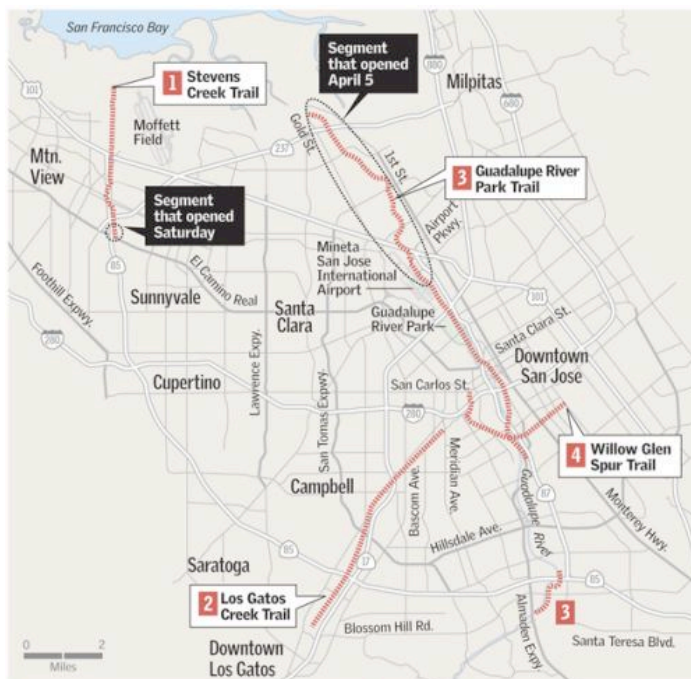 San Francisco Bay
101
1 Stevens
Creek Trail
Moffett
Field
Mtn.
View
Segment
that opened
Saturday
85
Sunnyvale
El Camino Real
Foothill Expwy.
280
Cupertino
Segment
that opened
April 5
880
Milpitas
680
237
Gold St.
1st St.
3 Guadalupe River
Park Trail
Airport
Pkwy.
Mineta
San Jose
International
Airport
101
Santa
Clara
Guadalupe
River Park
Santa Clara St.
Downtown
San Jose
Lawrence Expy.
San Tomas Expwy.
San Carlos St.
280
4 Willow Glen
Spur Trail
Campbell
Bascom Ave.
Meridian Ave.
Guadalupe River
87
Monterey Hwy.
Hillsdale Ave.
Saratoga
85
17
85
2 Los Gatos
Creek Trail
3
Almaden Expy.
Blossom Hill Rd.
Santa Teresa Blvd.
Downtown
Los Gatos
0 2
Miles